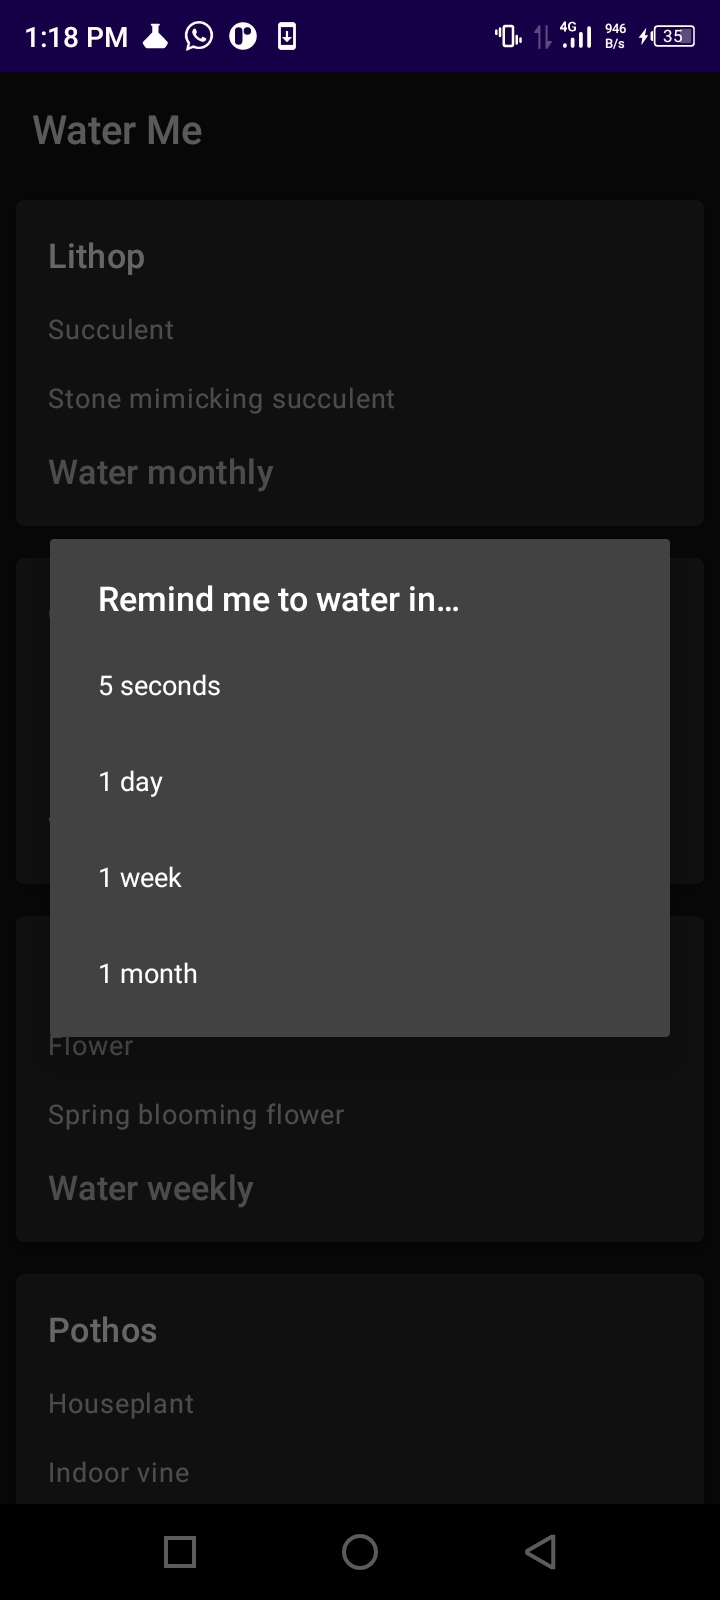 1:18 PM 4G 946 B/s 35
Water Me
Lithop
Succulent
Stone mimicking succulent
Water monthly
Remind me to water in...
5 seconds
1 day
1 week
1 month
Flower
Spring blooming flower
Water weekly
Pothos
Houseplant
Indoor vine